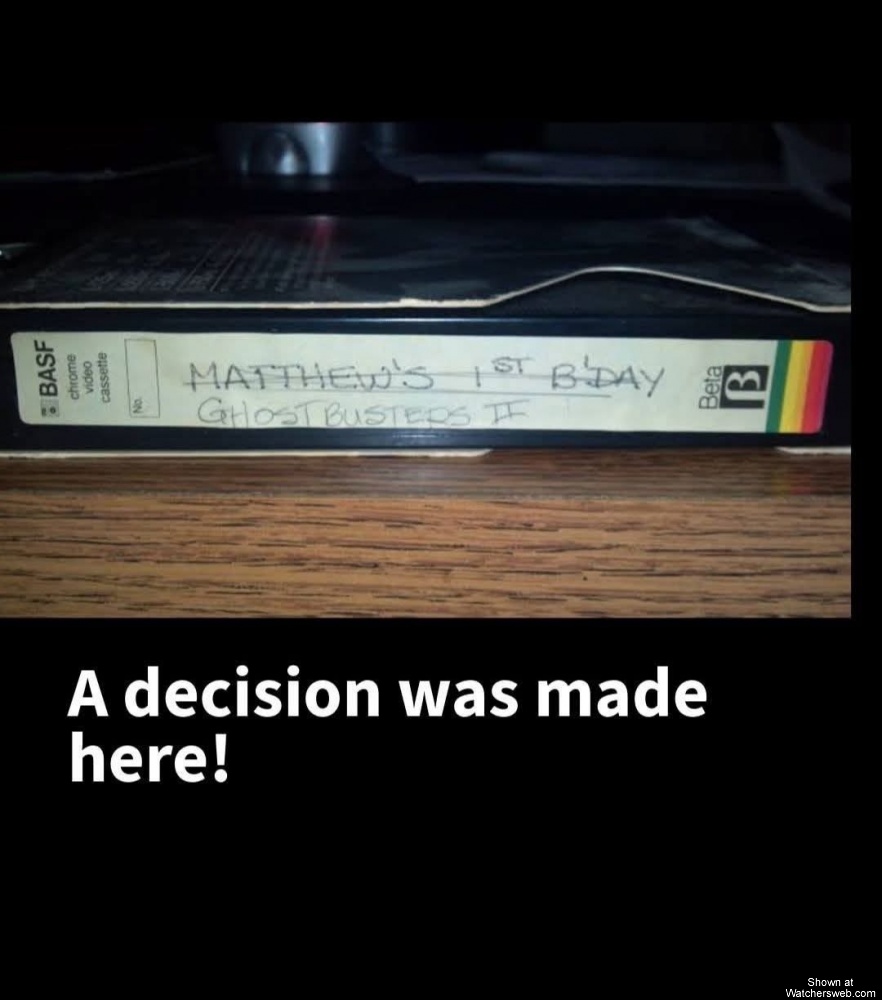 BASF
chrome
video
cassette
No.
MATTHEW'S 1ST B'DAY
GHOSTBUSTERS II
Beta
A decision was made
here!
Shown at
Watchersweb.com